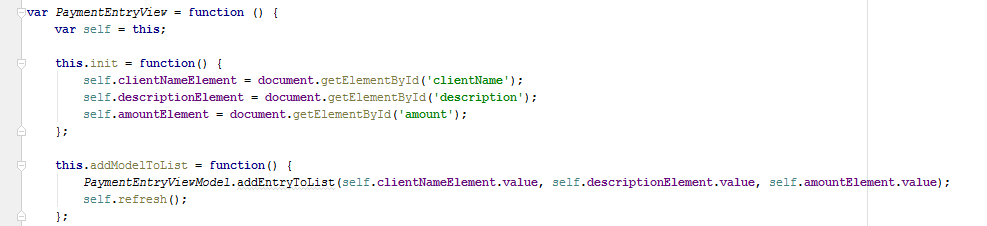 var PaymentEntryView = function () {
    var self = this;

    this.init = function() {
        self.clientNameElement = document.getElementById('clientName');
        self.descriptionElement = document.getElementById('description');
        self.amountElement = document.getElementById('amount');
    };

    this.addModelToList = function() {
        PaymentEntryViewModel.addEntryToList(self.clientNameElement.value, self.descriptionElement.value, self.amountElement.value);
        self.refresh();
    };